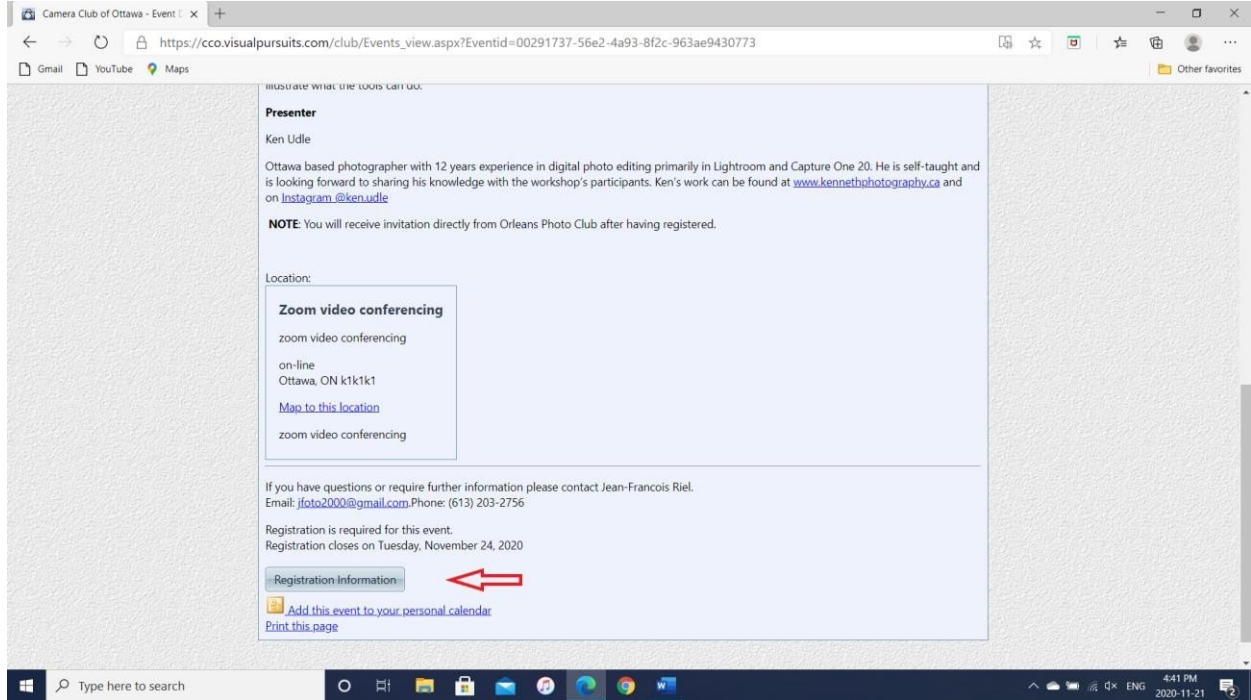 Camera Club of Ottawa - Event
https://cco.visualpursuits.com/club/Events_view.aspx?Eventid=00291737-56e2-4a93-8f2c-963ae9430773
Gmail YouTube Maps Other favorites
illustrate what the tools can do.
Presenter
Ken Udle
Ottawa based photographer with 12 years experience in digital photo editing primarily in Lightroom and Capture One 20. He is self-taught and
is looking forward to sharing his knowledge with the workshop's participants. Ken's work can be found at www.kennethphotography.ca and
on Instagram @ken.udle
NOTE: You will receive invitation directly from Orleans Photo Club after having registered.
Location:
Zoom video conferencing
zoom video conferencing
on-line
Ottawa, ON k1k1k1
Map to this location
zoom video conferencing
If you have questions or require further information please contact Jean-Francois Riel.
Email: jfoto2000@gmail.com.Phone: (613) 203-2756
Registration is required for this event.
Registration closes on Tuesday, November 24, 2020
Registration Information
Add this event to your personal calendar
Print this page
Type here to search
ENG
4:41 PM
2020-11-21